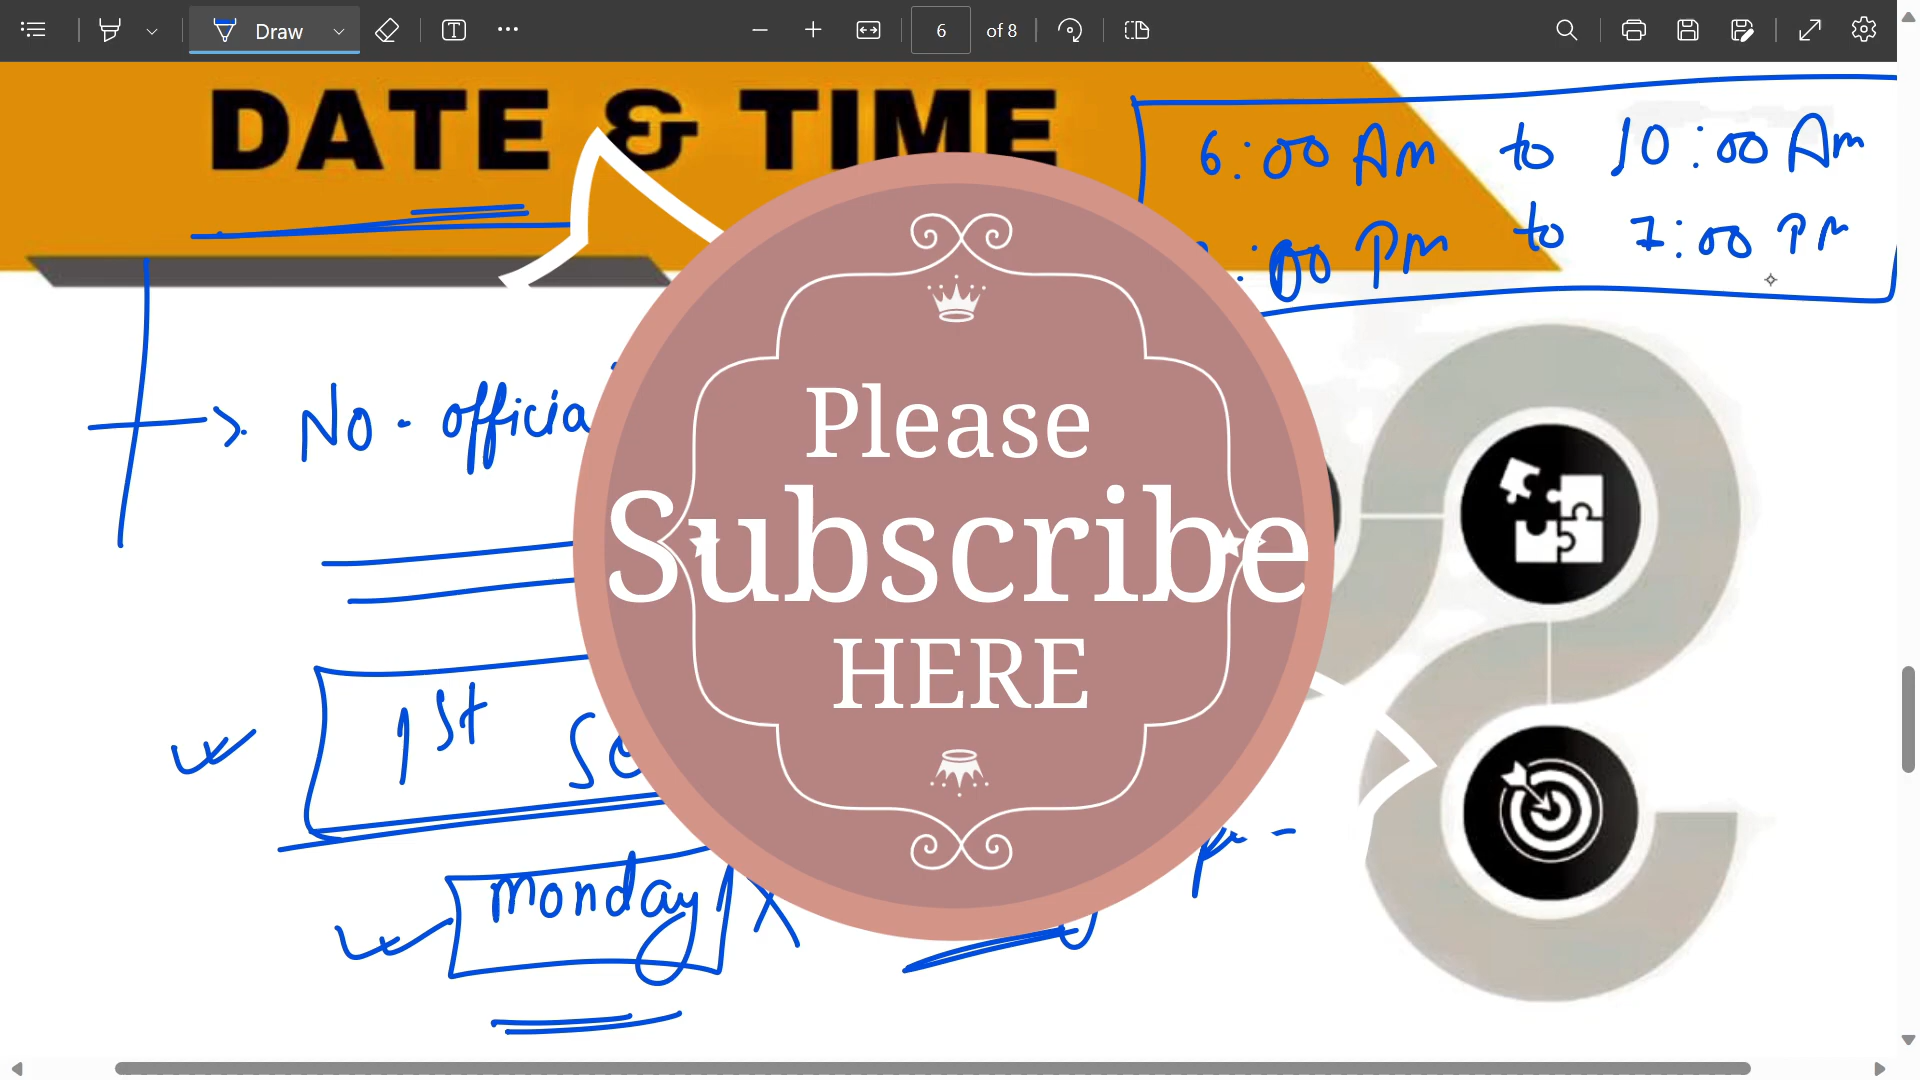 Draw
6 of 8
DATE & TIME
6:00 Am to 10:00 Am
:00 Pm to 7:00 Pm
No. officia
Please
Subscribe
HERE
1st
monday